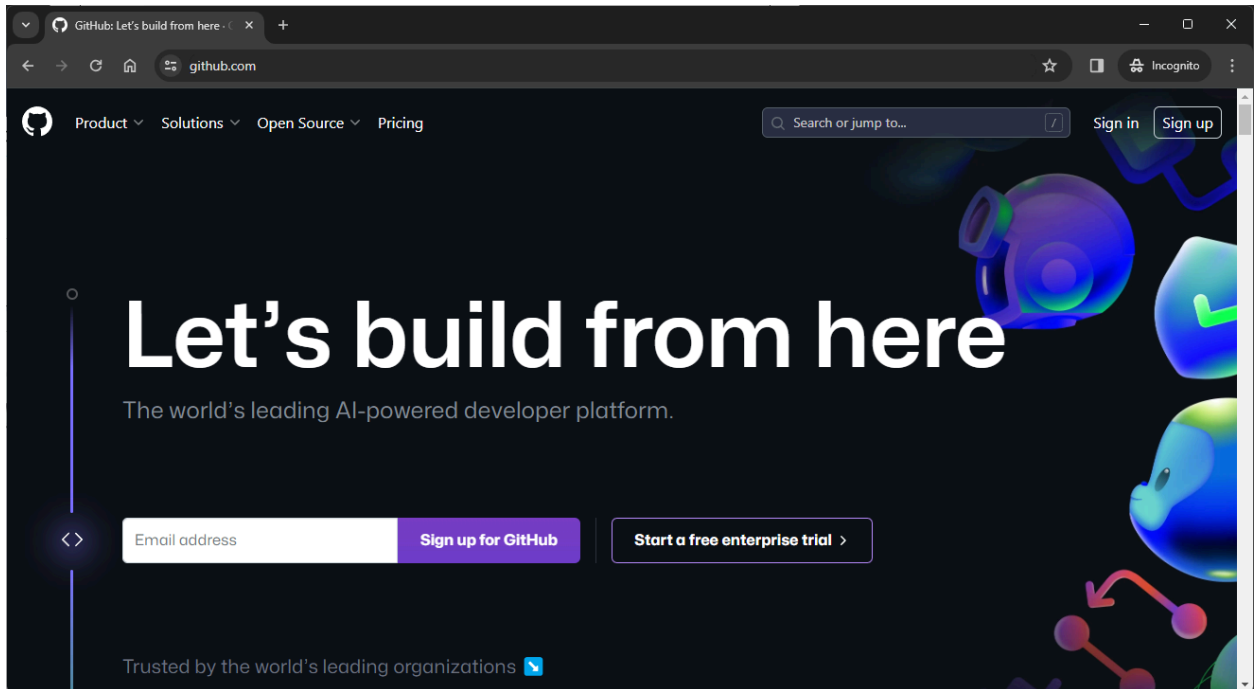 GitHub: Let's build from here · 
github.com
Incognito
Product
Solutions
Open Source
Pricing
Search or jump to...
/
Sign in
Sign up
Let’s build from here
The world’s leading AI-powered developer platform.
Email address
Sign up for GitHub
Start a free enterprise trial
Trusted by the world’s leading organizations